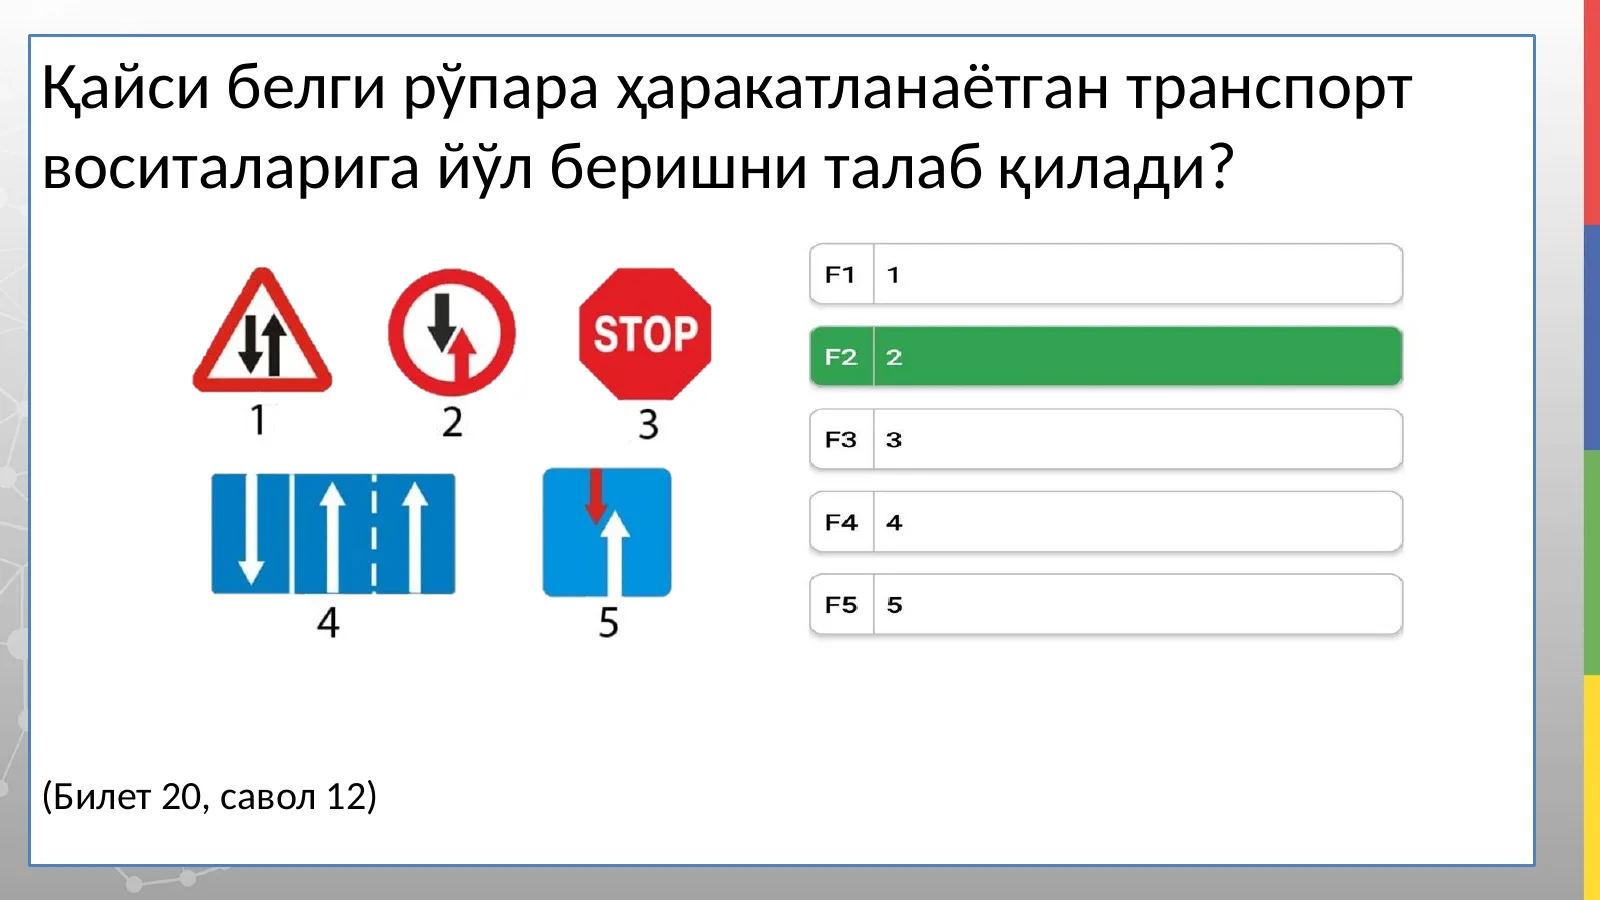 Қайси белги рўпара ҳаракатланаётган транспорт
воситаларига йўл беришни талаб қилади?
STOP
1
2
3
4
5
F1 1
F2 2
F3 3
F4 4
F5 5
(Билет 20, савол 12)